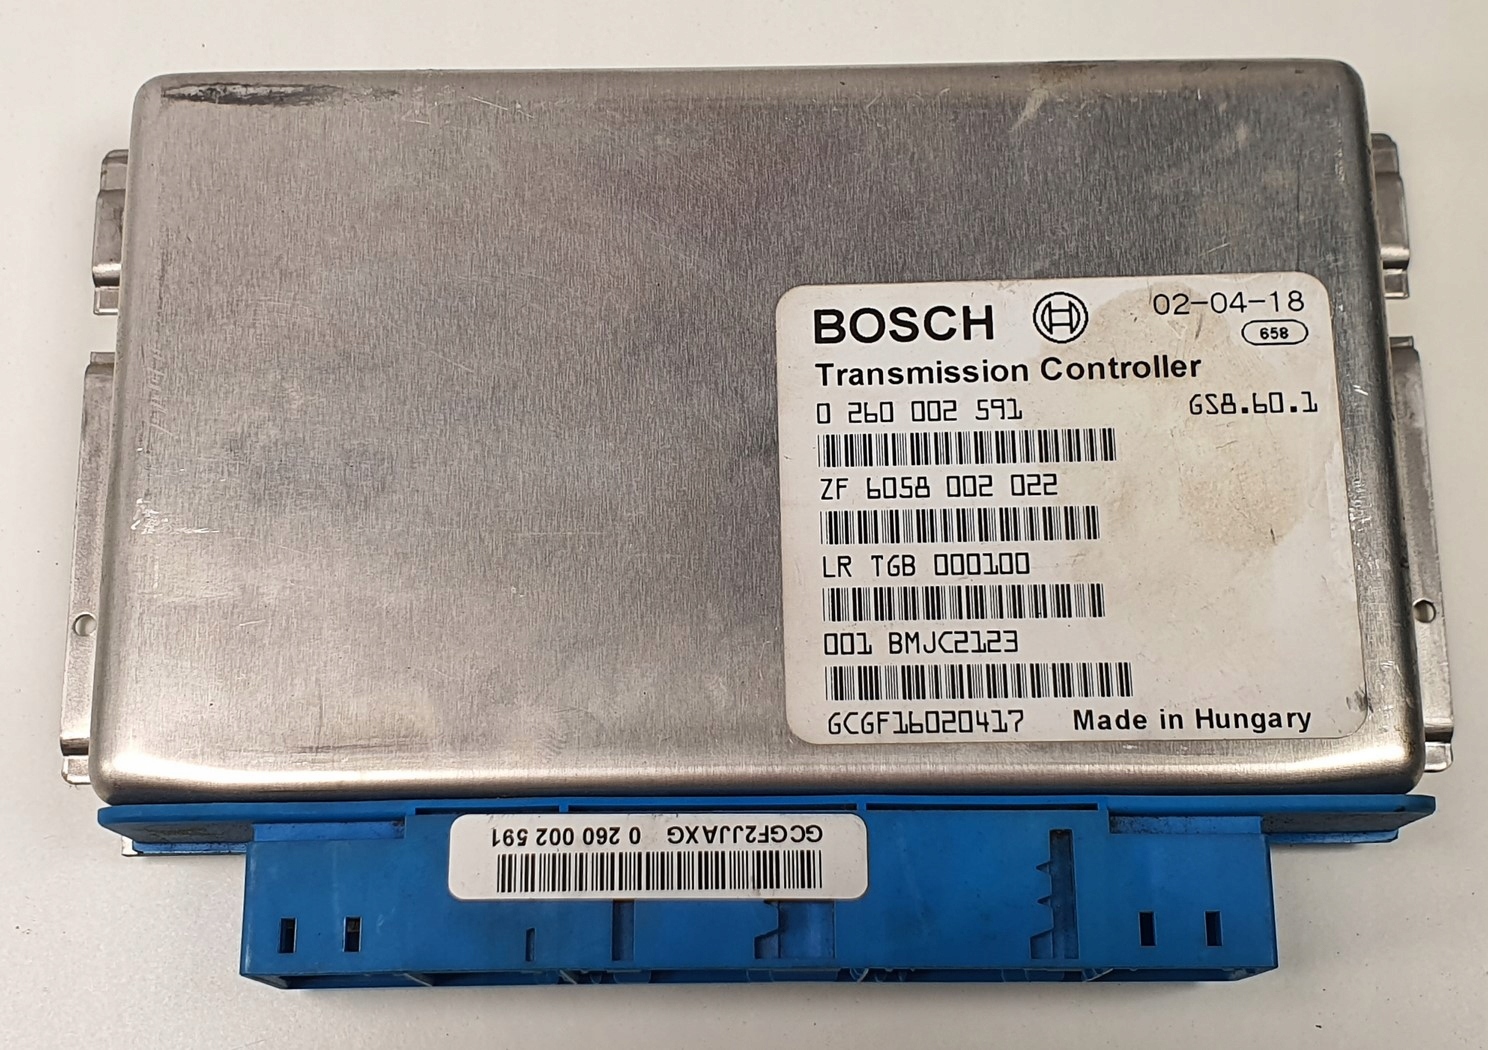 BOSCH 02-04-18
658
Transmission Controller
0 260 002 591 GS8.60.1
ZF 6058 002 022
LR TGB 000100
001 BMJC2123
GCGF16020417 Made in Hungary
GCGF2JJAXG 0 260 002 591